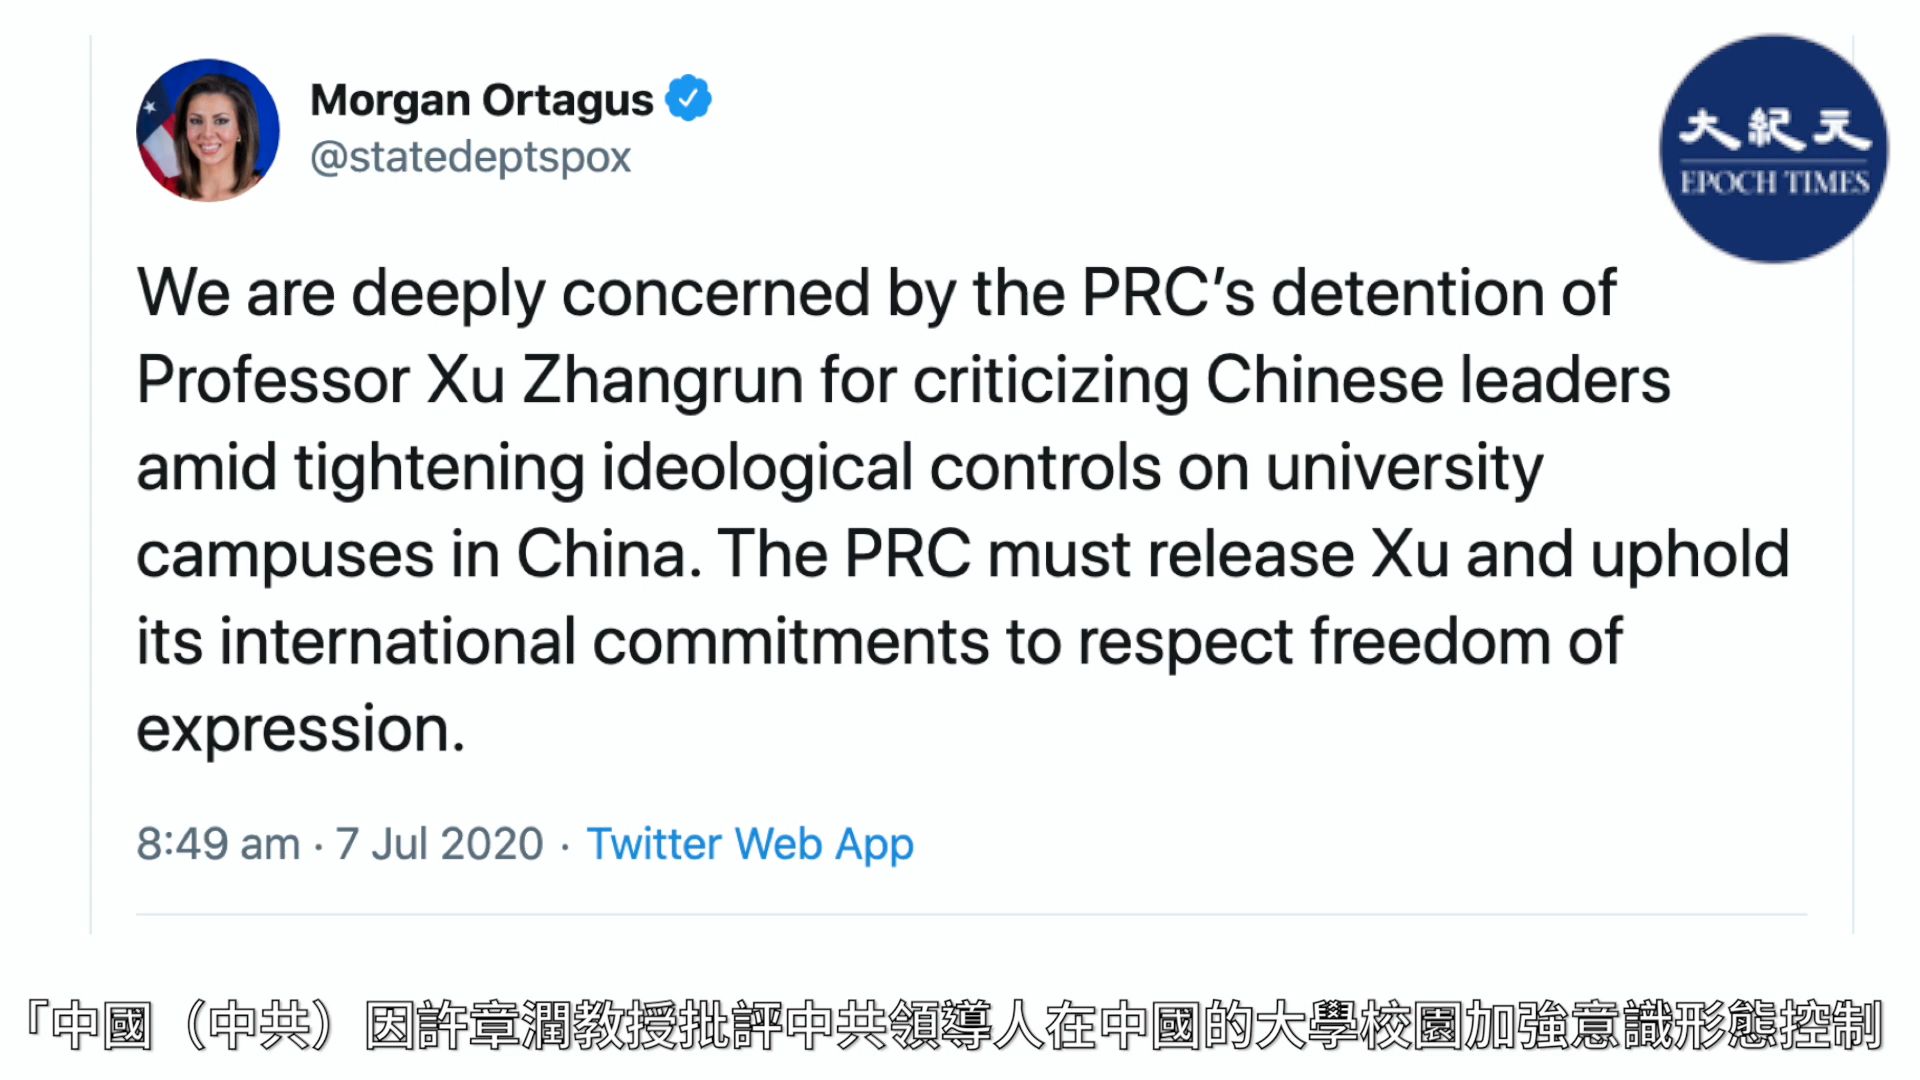 Morgan Ortagus
@statedeptspox
大紀元
EPOCH TIMES
We are deeply concerned by the PRC’s detention of
Professor Xu Zhangrun for criticizing Chinese leaders
amid tightening ideological controls on university
campuses in China. The PRC must release Xu and uphold
its international commitments to respect freedom of
expression.
8:49 am · 7 Jul 2020 · Twitter Web App
「中國（中共）因許章潤教授批評中共領導人在中國的大學校園加強意識形態控制